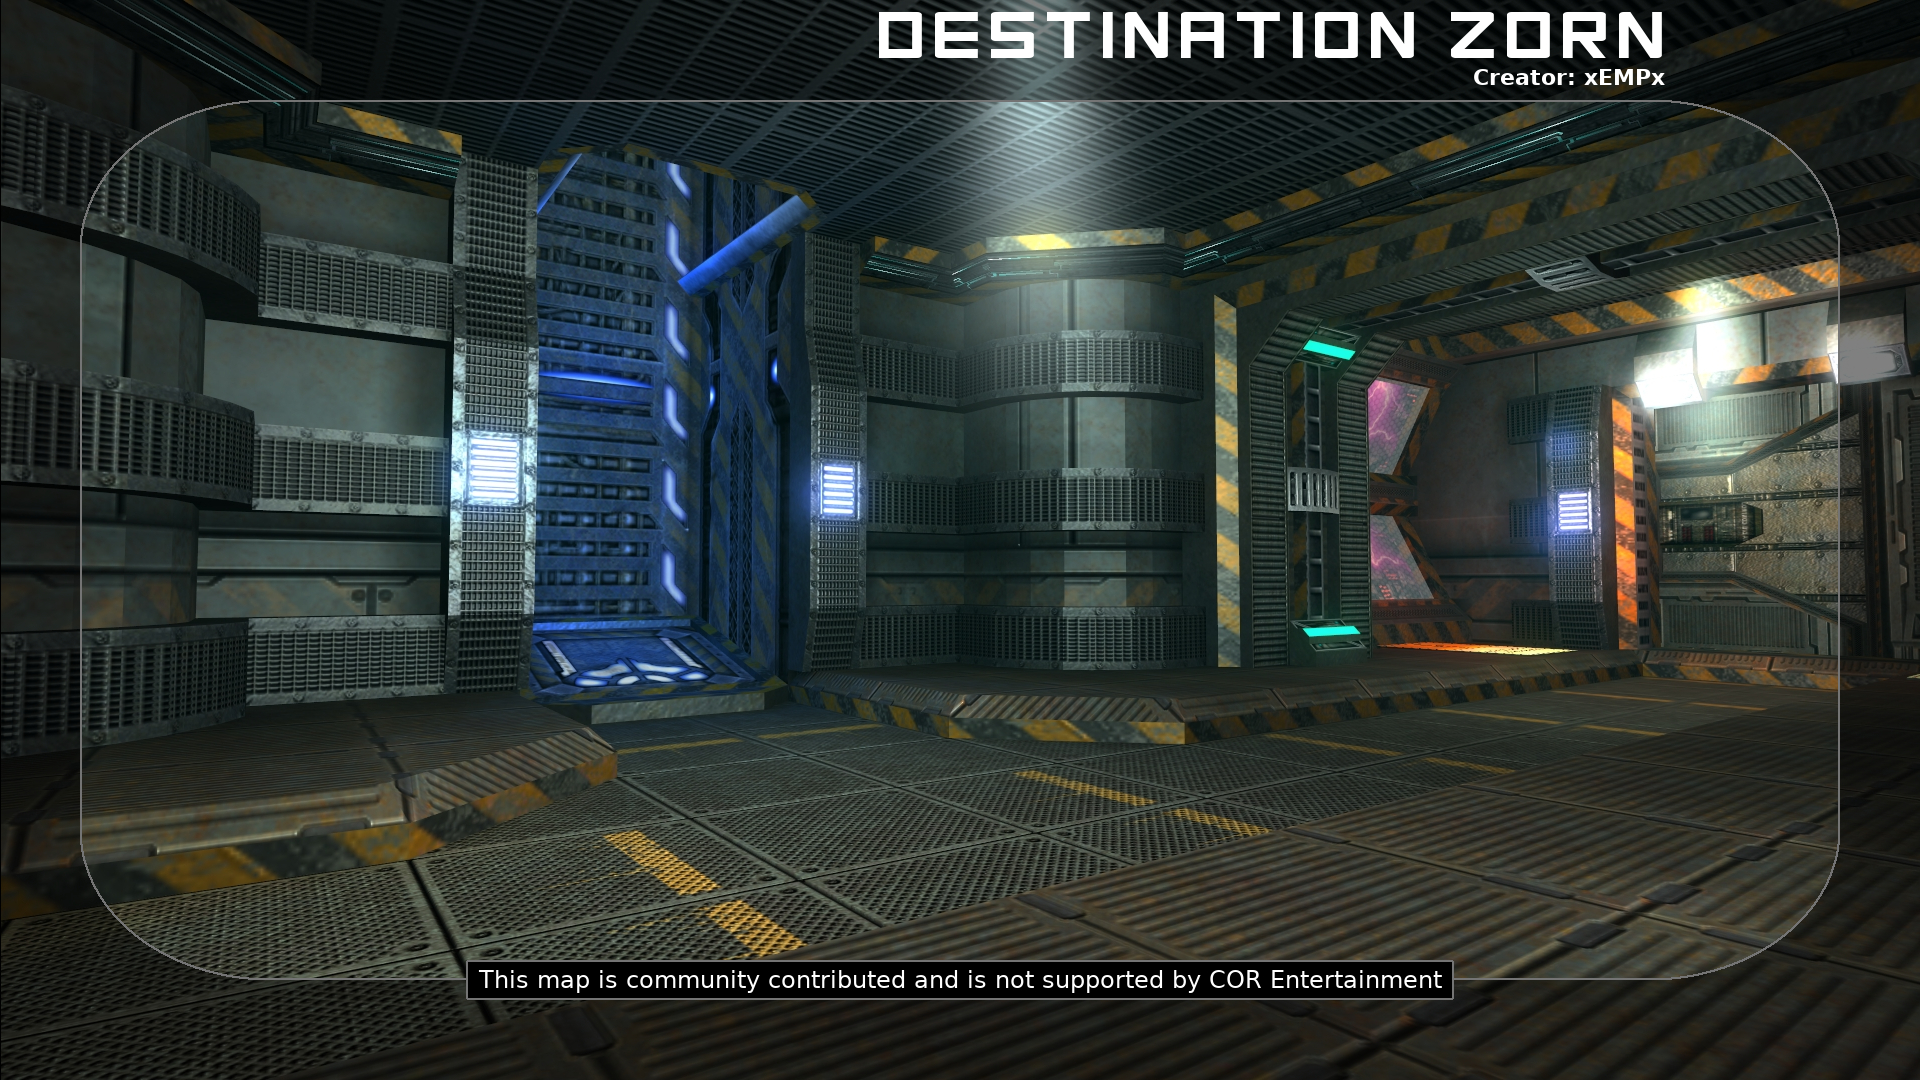 DESTINATION ZORN
Creator: xEMPx
This map is community contributed and is not supported by COR Entertainment